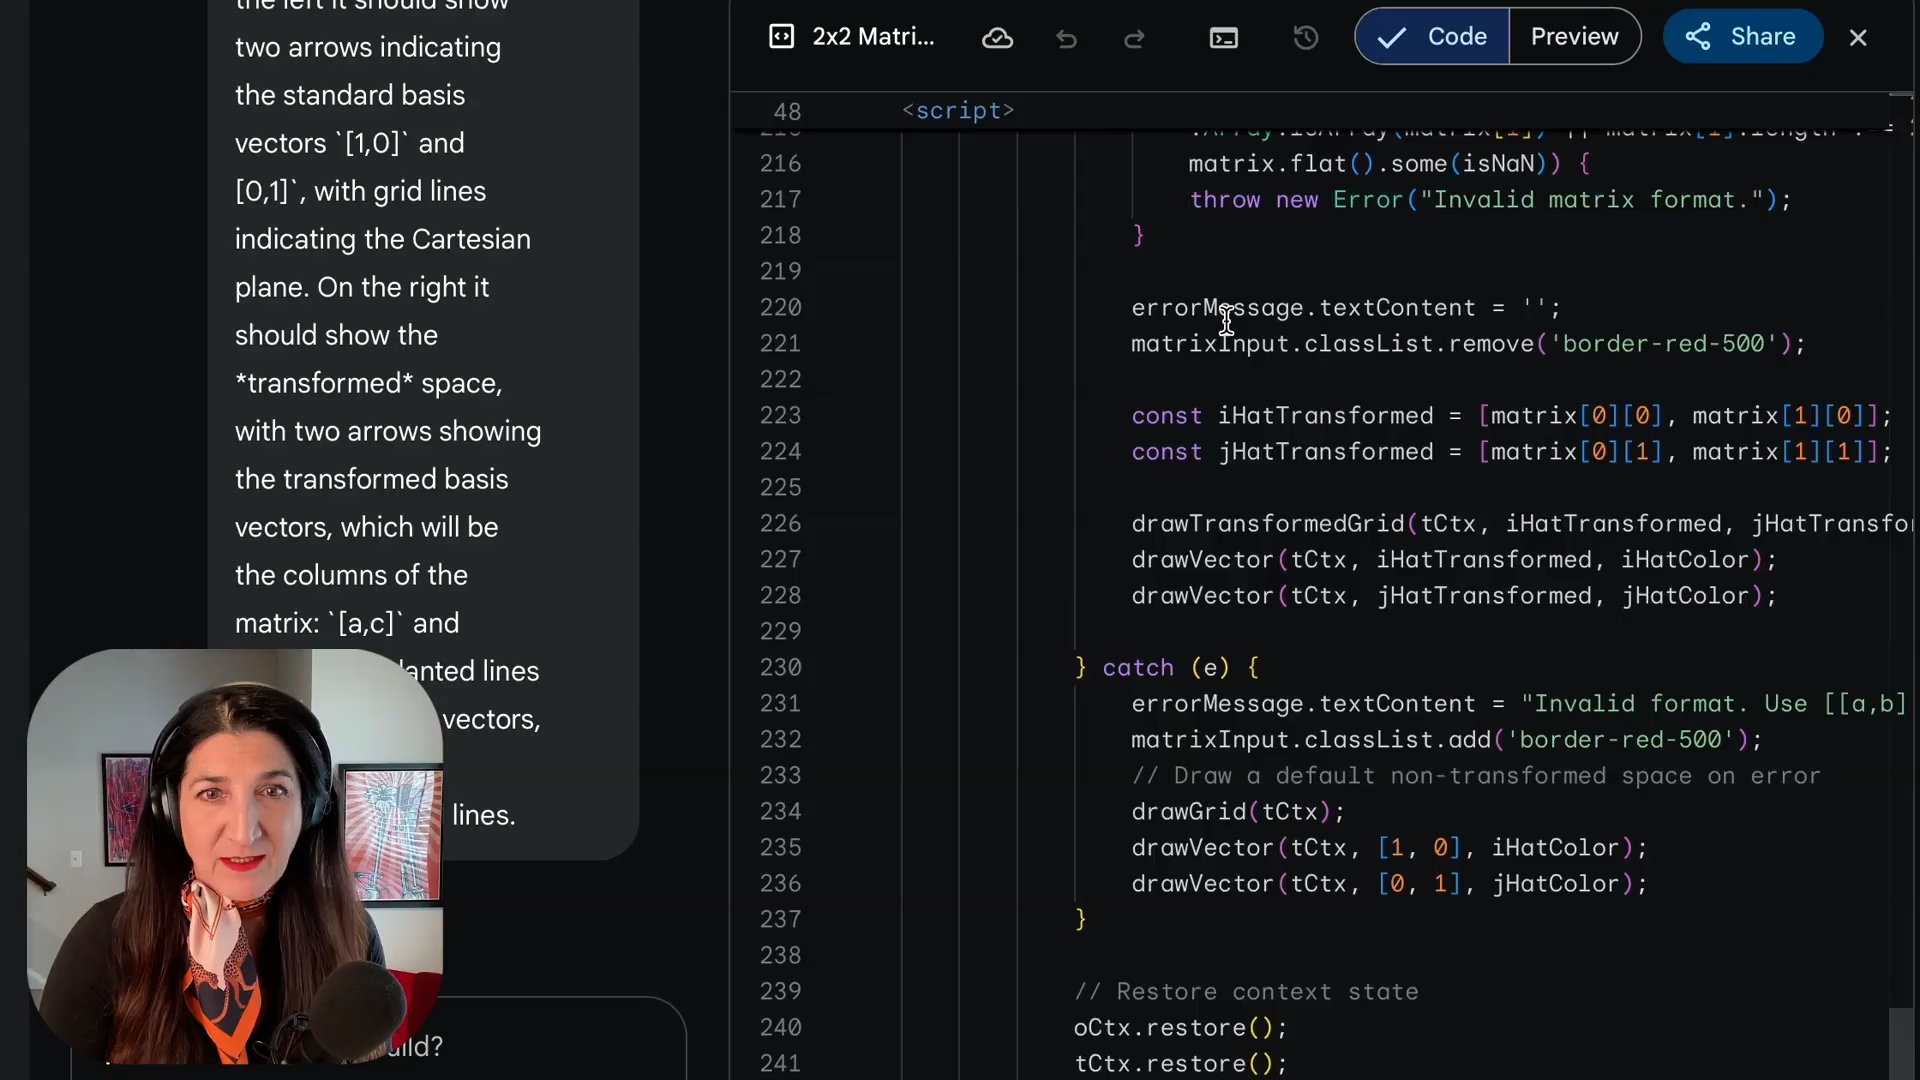 the left it should show
two arrows indicating
the standard basis
vectors `[1,0]` and
[0,1]`, with grid lines
indicating the Cartesian
plane. On the right it
should show the
*transformed* space,
with two arrows showing
the transformed basis
vectors, which will be
the columns of the
matrix: `[a,c]` and
lanted lines
vectors,
lines.
uild?
2x2 Matri...
Code
Preview
Share
48 <script>
216 matrix.flat().some(isNaN)) {
217 throw new Error("Invalid matrix format.");
218 }
219
220 errorMessage.textContent = '';
221 matrixInput.classList.remove('border-red-500');
222
223 const iHatTransformed = [matrix[0][0], matrix[1][0]];
224 const jHatTransformed = [matrix[0][1], matrix[1][1]];
225
226 drawTransformedGrid(tCtx, iHatTransformed, jHatTransfo
227 drawVector(tCtx, iHatTransformed, iHatColor);
228 drawVector(tCtx, jHatTransformed, jHatColor);
229
230 } catch (e) {
231 errorMessage.textContent = "Invalid format. Use [[a,b]
232 matrixInput.classList.add('border-red-500');
233 // Draw a default non-transformed space on error
234 drawGrid(tCtx);
235 drawVector(tCtx, [1, 0], iHatColor);
236 drawVector(tCtx, [0, 1], jHatColor);
237 }
238
239 // Restore context state
240 oCtx.restore();
241 tCtx.restore();